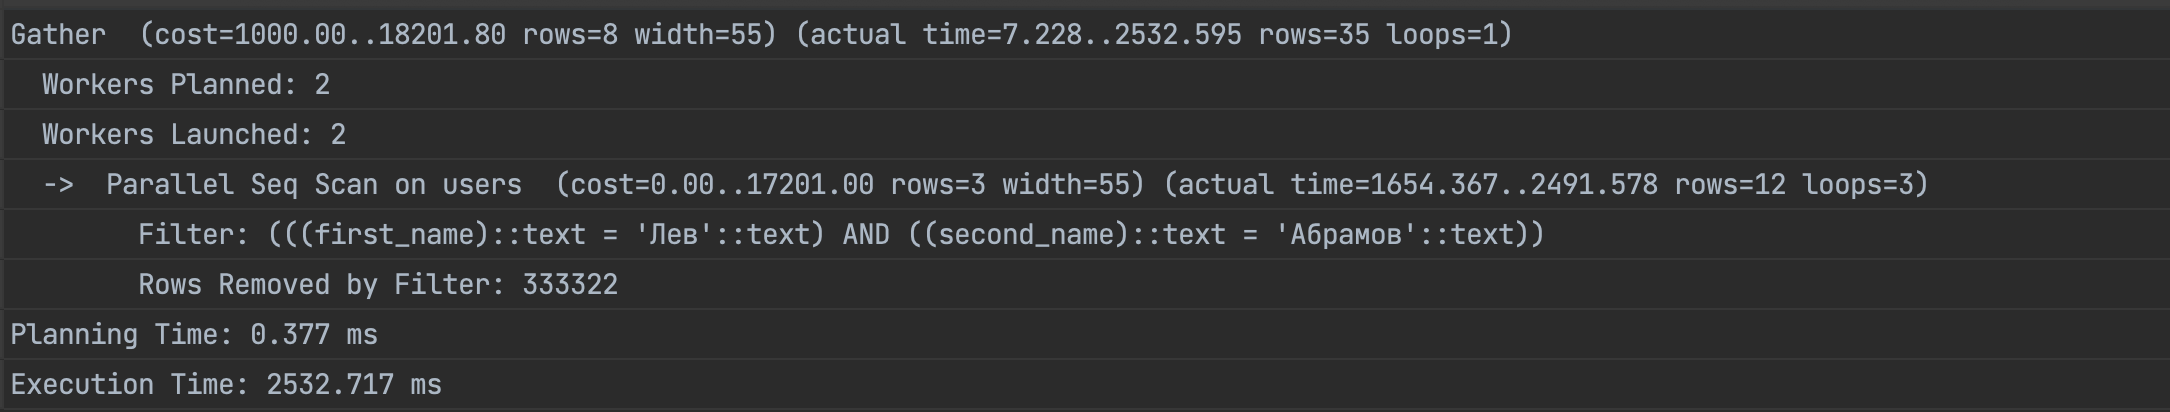 Gather  (cost=1000.00..18201.80 rows=8 width=55) (actual time=7.228..2532.595 rows=35 loops=1)
  Workers Planned: 2
  Workers Launched: 2
  ->  Parallel Seq Scan on users  (cost=0.00..17201.00 rows=3 width=55) (actual time=1654.367..2491.578 rows=12 loops=3)
        Filter: (((first_name)::text = 'Лев'::text) AND ((second_name)::text = 'Абрамов'::text))
        Rows Removed by Filter: 333322
Planning Time: 0.377 ms
Execution Time: 2532.717 ms